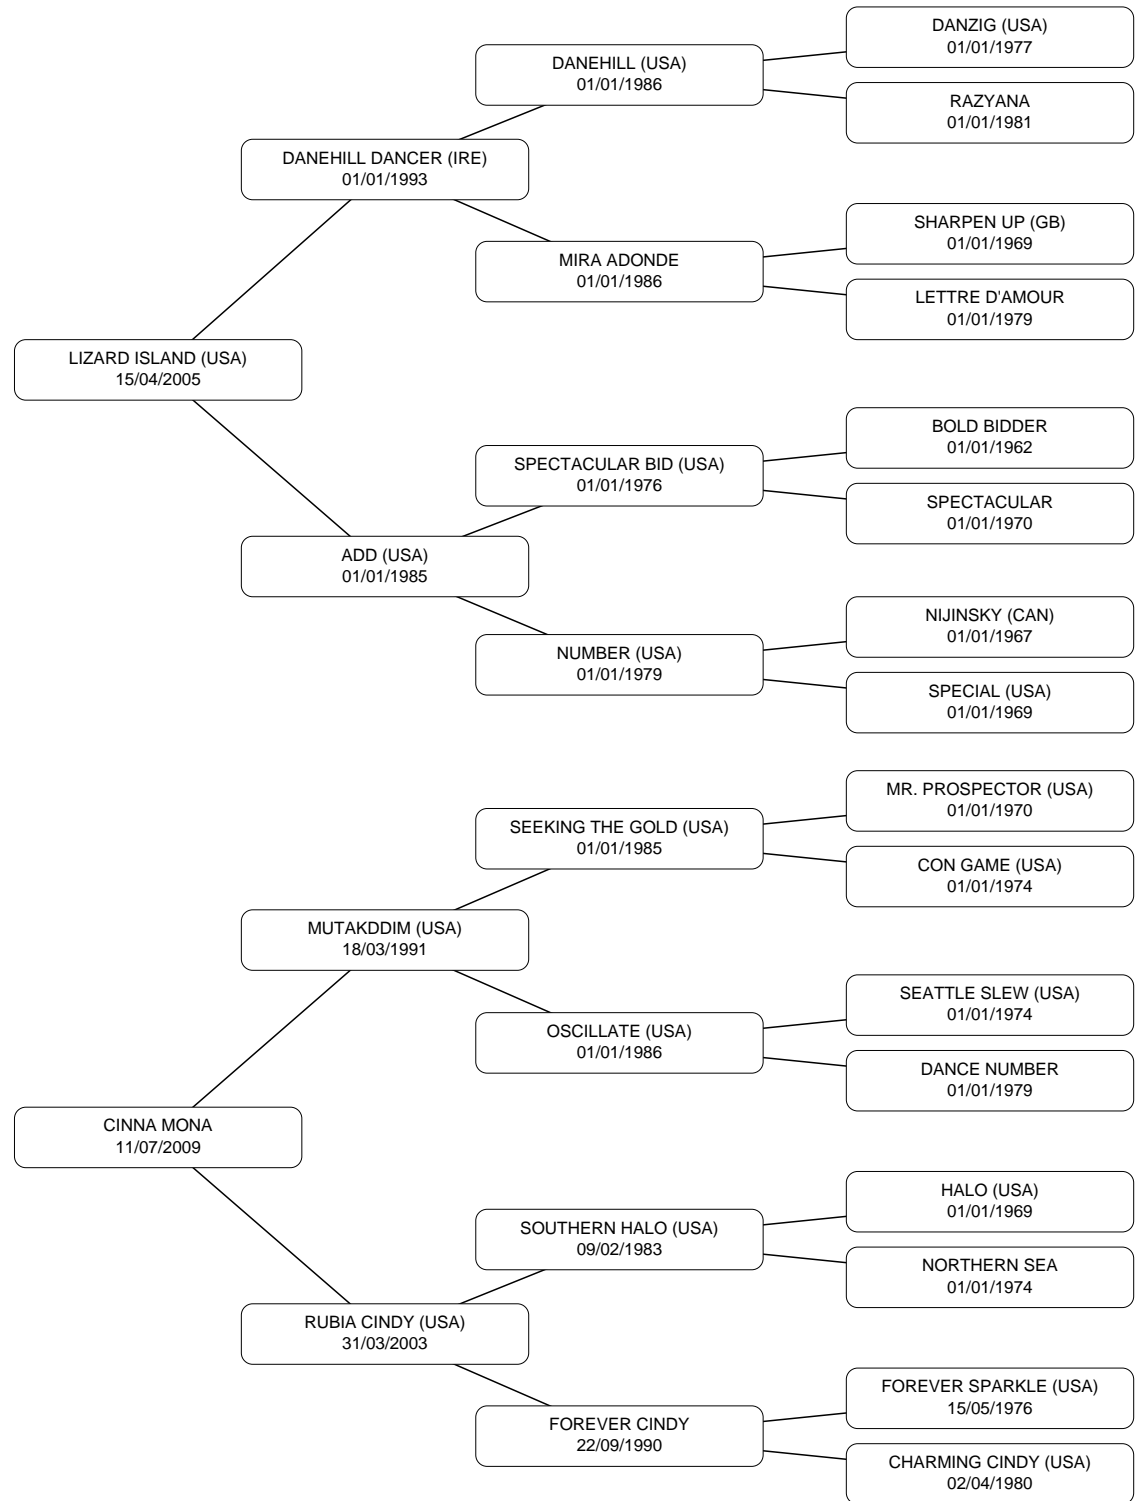 DANZIG (USA)
01/01/1977
DANEHILL (USA)
01/01/1986
RAZYANA
01/01/1981
DANEHILL DANCER (IRE)
01/01/1993
SHARPEN UP (GB)
01/01/1969
MIRA ADONDE
01/01/1986
LETTRE D'AMOUR
01/01/1979
LIZARD ISLAND (USA)
15/04/2005
BOLD BIDDER
01/01/1962
SPECTACULAR BID (USA)
01/01/1976
SPECTACULAR
01/01/1970
ADD (USA)
01/01/1985
NIJINSKY (CAN)
01/01/1967
NUMBER (USA)
01/01/1979
SPECIAL (USA)
01/01/1969
MR. PROSPECTOR (USA)
01/01/1970
SEEKING THE GOLD (USA)
01/01/1985
CON GAME (USA)
01/01/1974
MUTAKDDIM (USA)
18/03/1991
SEATTLE SLEW (USA)
01/01/1974
OSCILLATE (USA)
01/01/1986
DANCE NUMBER
01/01/1979
CINNA MONA
11/07/2009
HALO (USA)
01/01/1969
SOUTHERN HALO (USA)
09/02/1983
NORTHERN SEA
01/01/1974
RUBIA CINDY (USA)
31/03/2003
FOREVER SPARKLE (USA)
15/05/1976
FOREVER CINDY
22/09/1990
CHARMING CINDY (USA)
02/04/1980